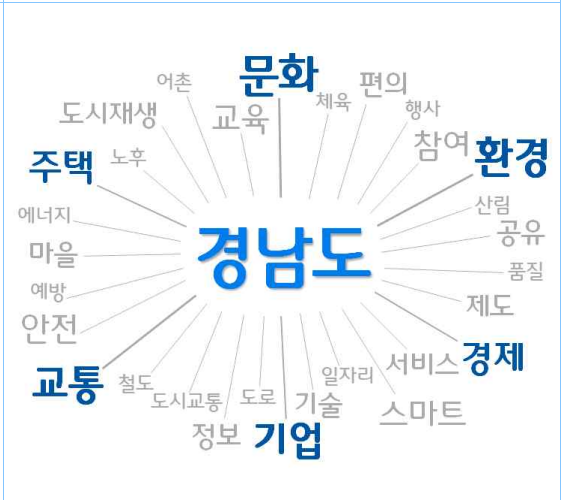 문화
어촌
편의
체육
도시재생
교육
행사
참여
환경
주택
노후
에너지
산림
공유
마을
경남도
품질
예방
제도
안전
교통
철도
도시교통
도로
일자리
서비스
경제
기술
스마트
정보
기업